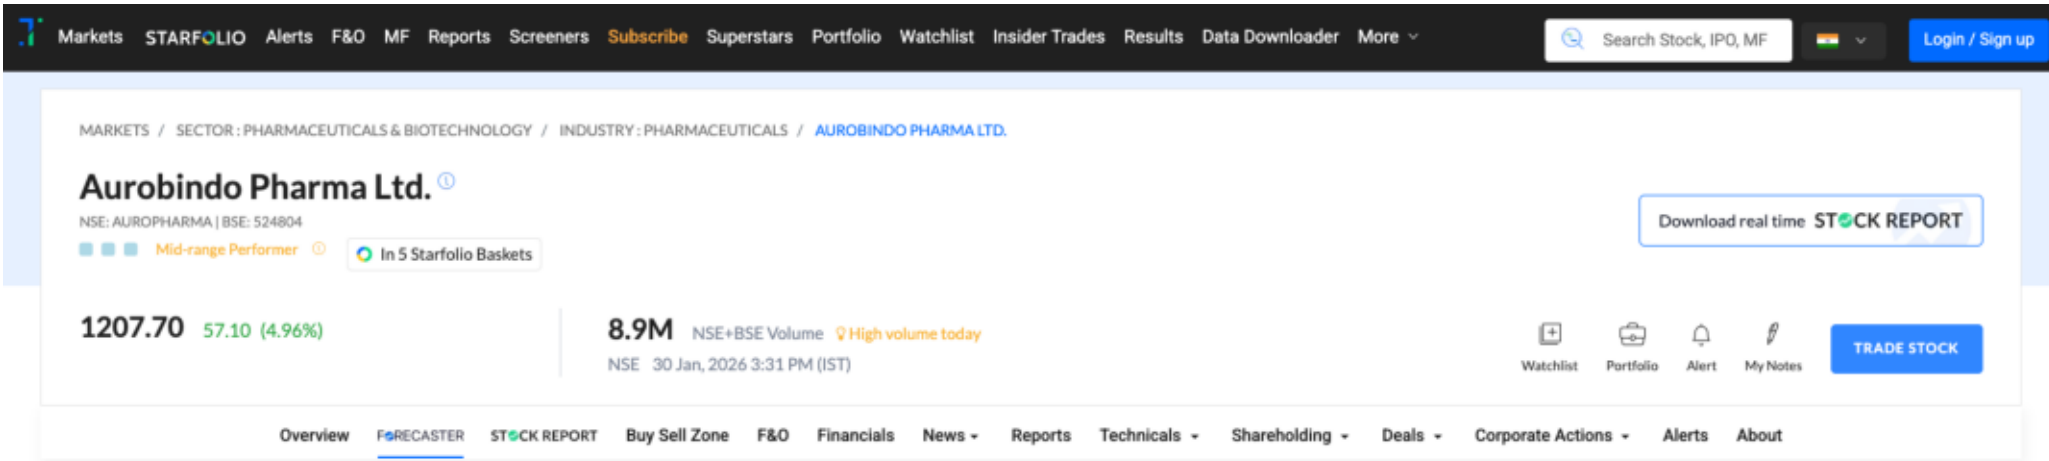 Markets STARFOLIO Alerts F&O MF Reports Screeners Subscribe Superstars Portfolio Watchlist Insider Trades Results Data Downloader More Search Stock, IPO, MF Login / Sign up
MARKETS / SECTOR : PHARMACEUTICALS & BIOTECHNOLOGY / INDUSTRY : PHARMACEUTICALS / AUROBINDO PHARMA LTD.
Aurobindo Pharma Ltd.
NSE: AUROPHARMA | BSE: 524804
Mid-range Performer In 5 Starfolio Baskets
Download real time STOCK REPORT
1207.70 57.10 (4.96%)
8.9M NSE+BSE Volume High volume today
NSE 30 Jan, 2026 3:31 PM (IST)
Watchlist Portfolio Alert My Notes TRADE STOCK
Overview FORECASTER STOCK REPORT Buy Sell Zone F&O Financials News Reports Technicals Shareholding Deals Corporate Actions Alerts About